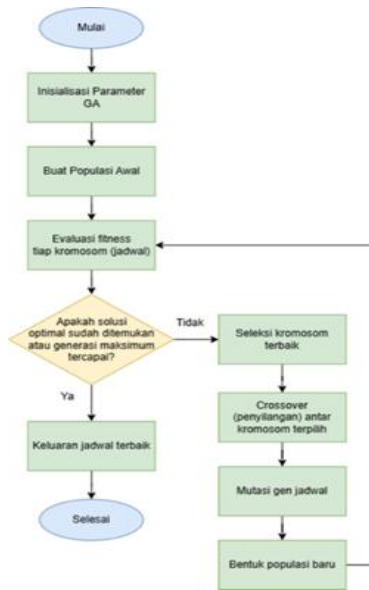 Mulai
Inisialisasi Parameter
GA
Buat Populasi Awal
Evaluasi fitness
tiap kromosom (jadwal)
Apakah solusi
optimal sudah ditemukan
atau generasi maksimum
tercapai?
Tidak
Ya
Seleksi kromosom
terbaik
Crossover
(penyilangan) antar
kromosom terpilih
Mutasi gen jadwal
Bentuk populasi baru
Keluaran jadwal terbaik
Selesai